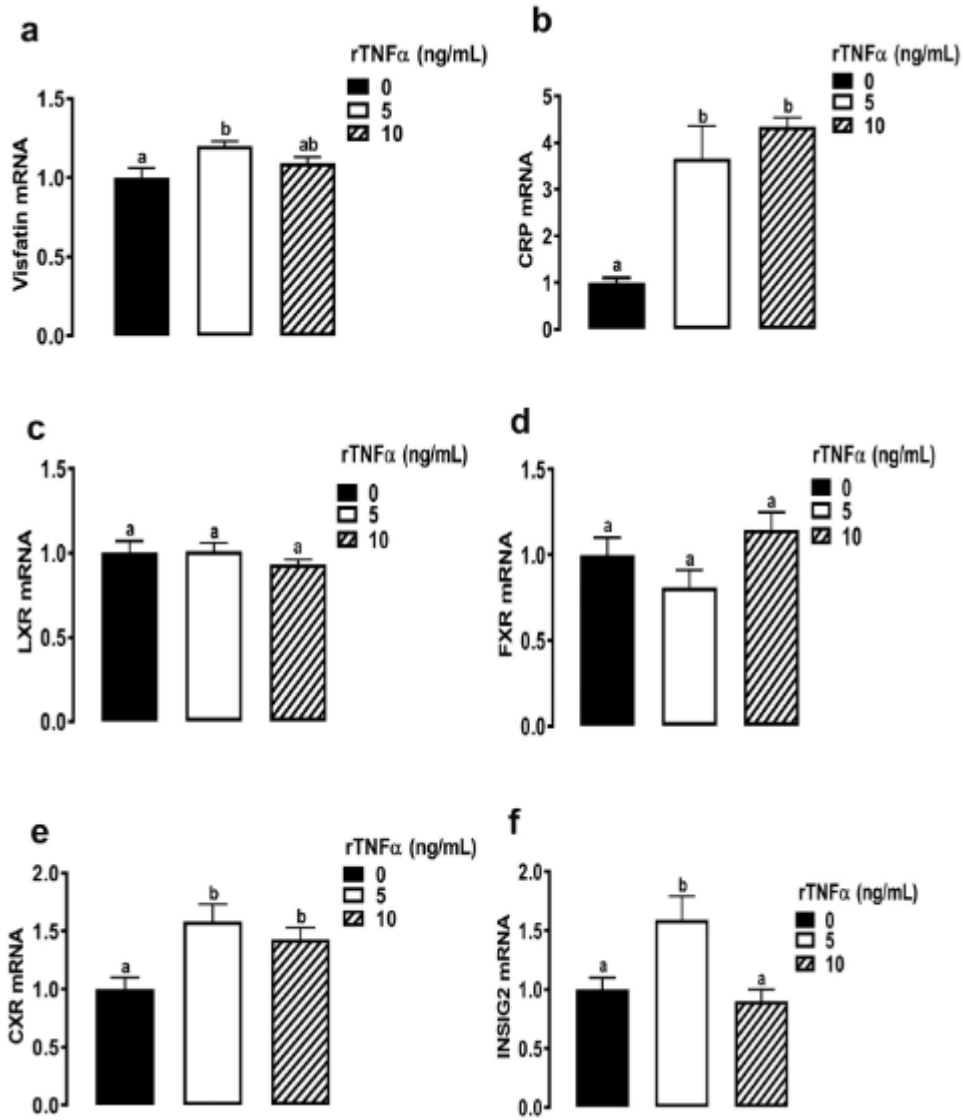 a
rTNFα (ng/mL)
0
5
10
Visfatin mRNA
1.5
1.0
0.5
0.0
a
b
ab
b
rTNFα (ng/mL)
0
5
10
CRP mRNA
5
4
3
2
1
0
a
b
b
c
rTNFα (ng/mL)
0
5
10
LXR mRNA
1.5
1.0
0.5
0.0
a
a
a
d
rTNFα (ng/mL)
0
5
10
FXR mRNA
1.5
1.0
0.5
0.0
a
a
a
e
rTNFα (ng/mL)
0
5
10
CXR mRNA
2.0
1.5
1.0
0.5
0.0
a
b
b
f
rTNFα (ng/mL)
0
5
10
INSIG2 mRNA
2.0
1.5
1.0
0.5
0.0
a
b
a